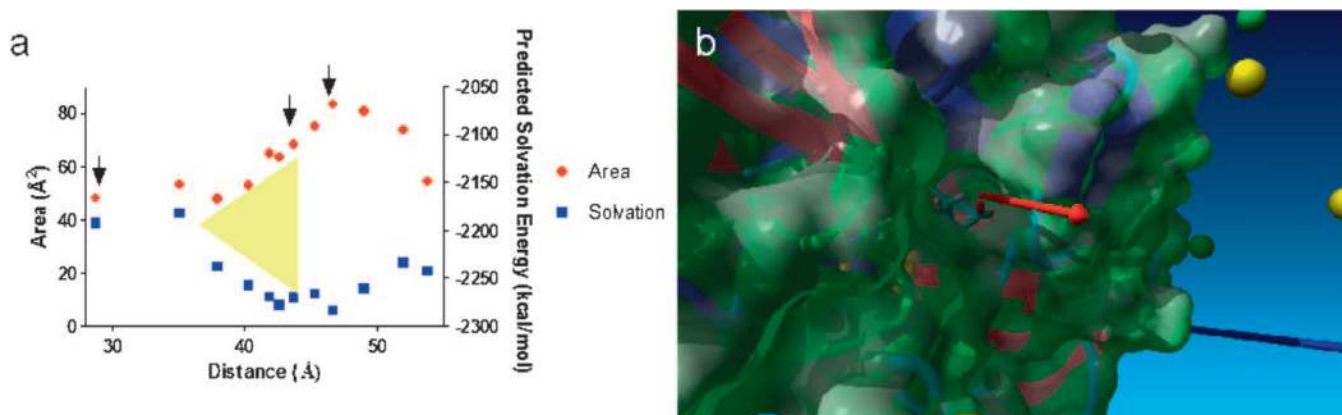 a
80
60
40
20
0
Area (Å²)
30
40
50
Distance (Å)
-2050
-2100
-2150
-2200
-2250
-2300
Predicted Solvation Energy (kcal/mol)
Area
Solvation
b